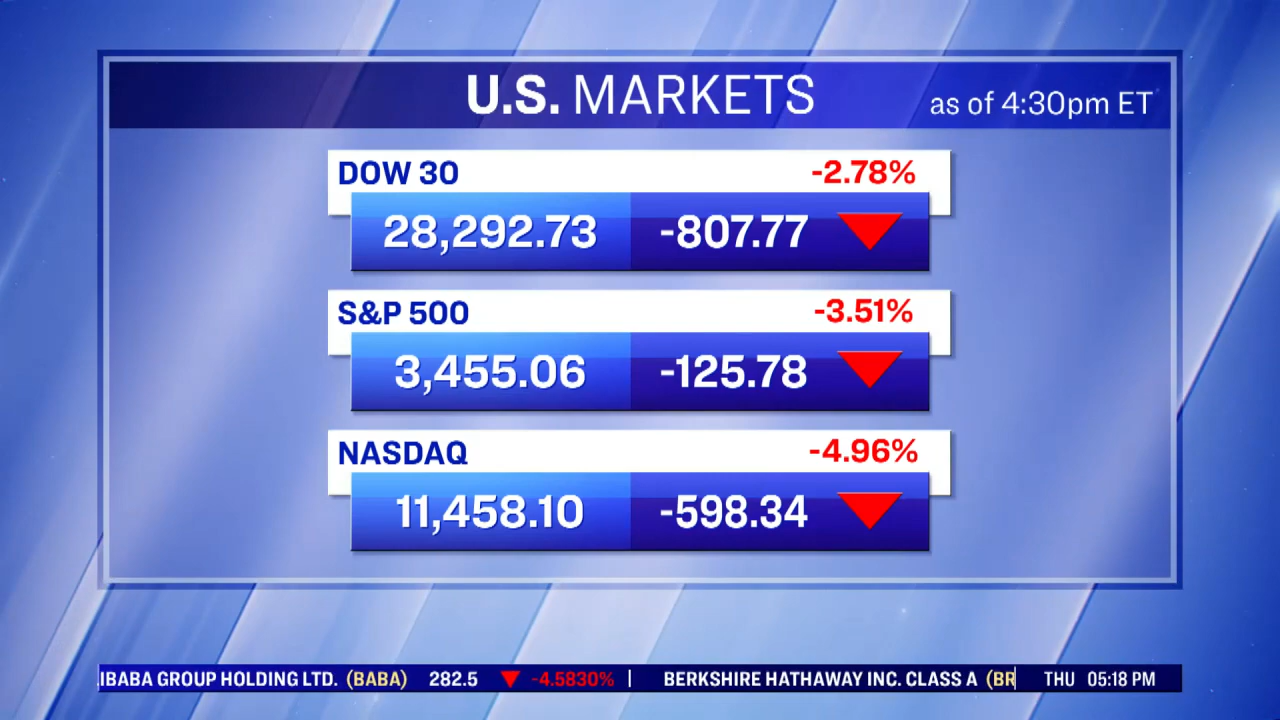 U.S. MARKETS as of 4:30pm ET
DOW 30 -2.78%
28,292.73 -807.77
S&P 500 -3.51%
3,455.06 -125.78
NASDAQ -4.96%
11,458.10 -598.34
IBABA GROUP HOLDING LTD. (BABA) 282.5 -4.5830% | BERKSHIRE HATHAWAY INC. CLASS A (BR THU 05:18 PM